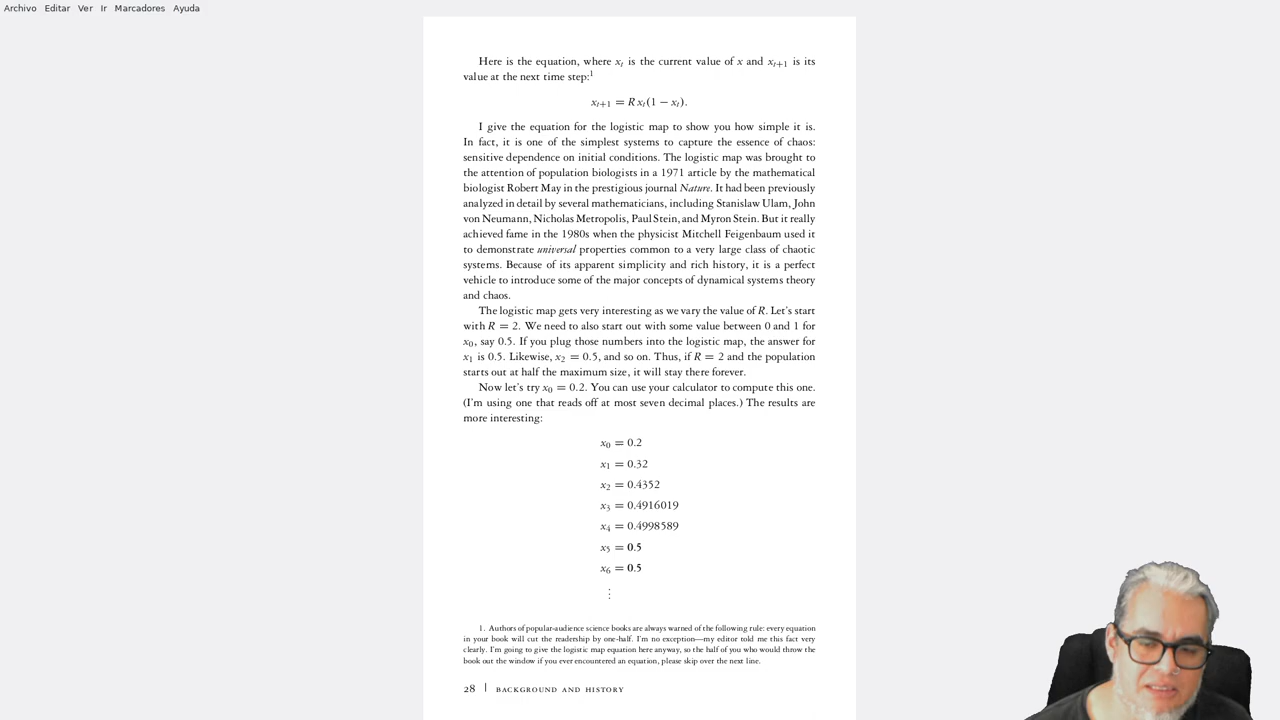 Archivo Editar Ver Ir Marcadores Ayuda
Here is the equation, where xₜ is the current value of x and xₜ₊₁ is its
value at the next time step:¹
xₜ₊₁ = R xₜ(1 − xₜ).
I give the equation for the logistic map to show you how simple it is.
In fact, it is one of the simplest systems to capture the essence of chaos:
sensitive dependence on initial conditions. The logistic map was brought to
the attention of population biologists in a 1971 article by the mathematical
biologist Robert May in the prestigious journal Nature. It had been previously
analyzed in detail by several mathematicians, including Stanislaw Ulam, John
von Neumann, Nicholas Metropolis, Paul Stein, and Myron Stein. But it really
achieved fame in the 1980s when the physicist Mitchell Feigenbaum used it
to demonstrate universal properties common to a very large class of chaotic
systems. Because of its apparent simplicity and rich history, it is a perfect
vehicle to introduce some of the major concepts of dynamical systems theory
and chaos.
The logistic map gets very interesting as we vary the value of R. Let's start
with R = 2. We need to also start out with some value between 0 and 1 for
x₀, say 0.5. If you plug those numbers into the logistic map, the answer for
x₁ is 0.5. Likewise, x₂ = 0.5, and so on. Thus, if R = 2 and the population
starts out at half the maximum size, it will stay there forever.
Now let's try x₀ = 0.2. You can use your calculator to compute this one.
(I'm using one that reads off at most seven decimal places.) The results are
more interesting:
x₀ = 0.2
x₁ = 0.32
x₂ = 0.4352
x₃ = 0.4916019
x₄ = 0.4998589
x₅ = 0.5
x₆ = 0.5
⋮
1. Authors of popular-audience science books are always warned of the following rule: every equation
in your book will cut the readership by one-half. I'm no exception—my editor told me this fact very
clearly. I'm going to give the logistic map equation here anyway, so the half of you who would throw the
book out the window if you ever encountered an equation, please skip over the next line.
28 | BACKGROUND AND HISTORY